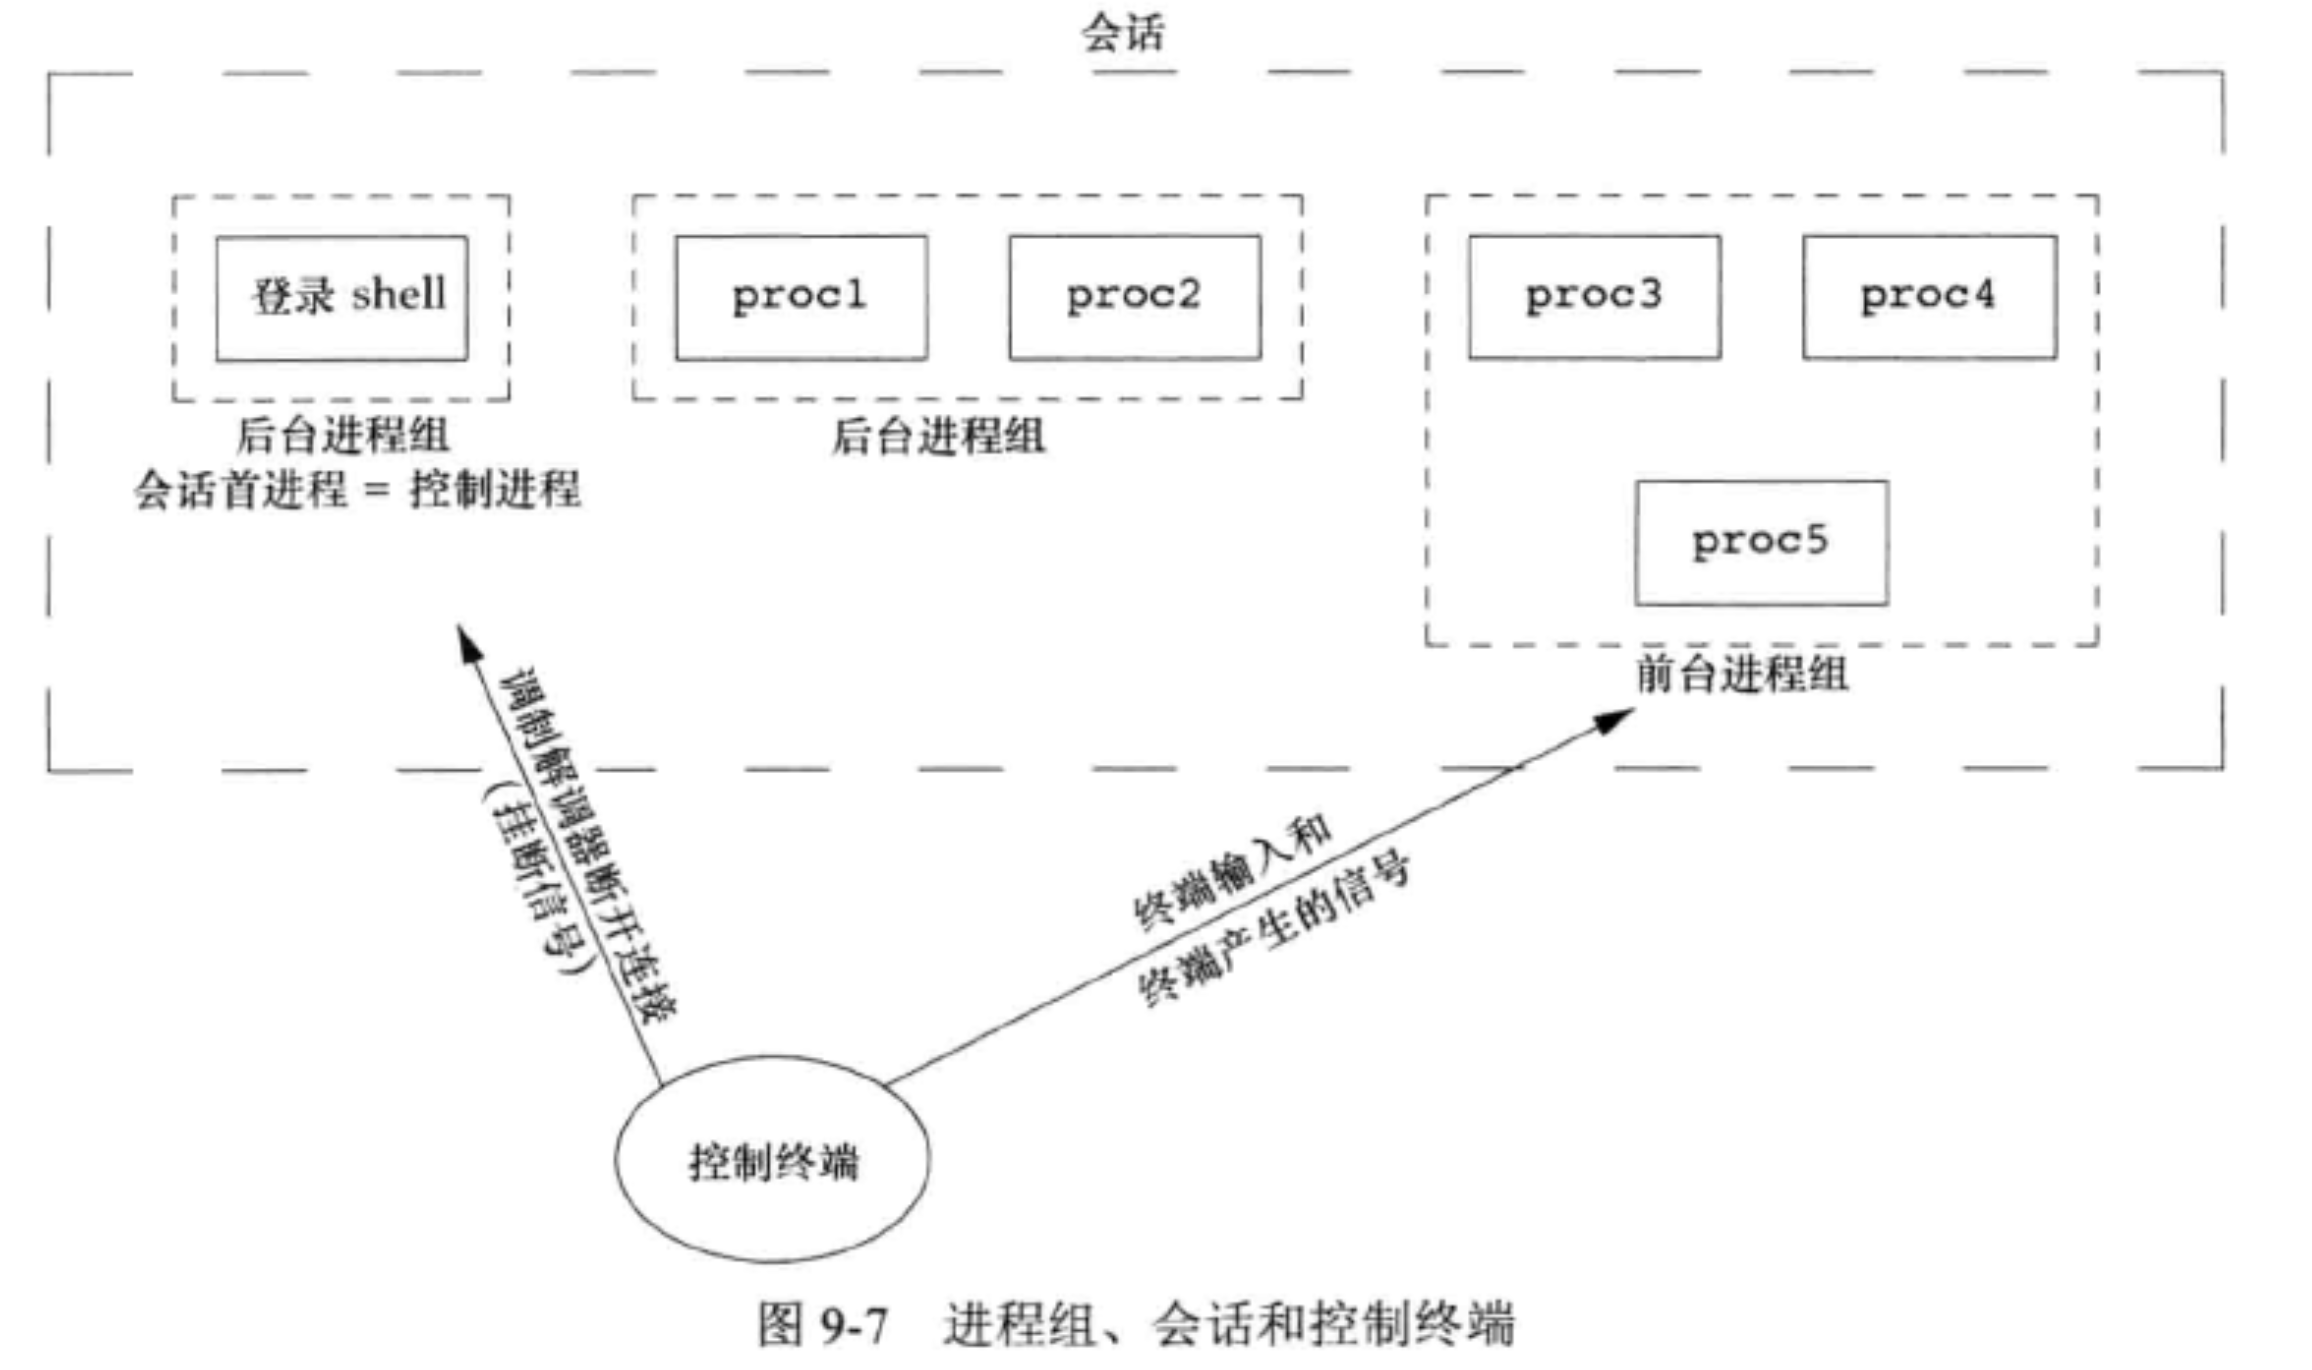 会话
登录 shell
proc1
proc2
proc3
proc4
后台进程组
会话首进程 = 控制进程
后台进程组
proc5
前台进程组
调制解调器断开连接
(挂断信号)
终端输入和
终端产生的信号
控制终端
图 9-7 进程组、会话和控制终端